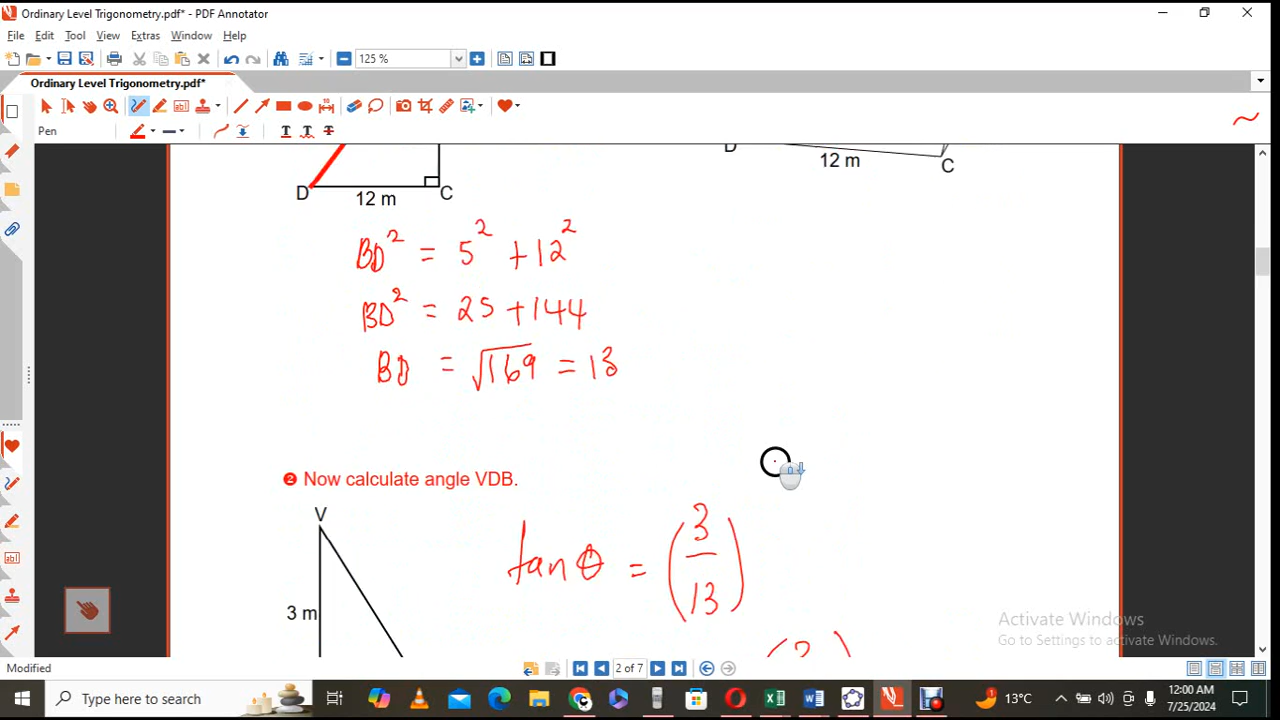 Ordinary Level Trigonometry.pdf* - PDF Annotator
File Edit Tool View Extras Window Help
125 %
Ordinary Level Trigonometry.pdf*
Pen
D 12 m C
D 12 m C
BD² = 5² + 12²
BD² = 25 + 144
BD = √169 = 13
❷ Now calculate angle VDB.
V
tan θ = (3/13)
3 m
Activate Windows
Go to Settings to activate Windows.
Modified
2 of 7
Type here to search
13°C
12:00 AM
7/25/2024